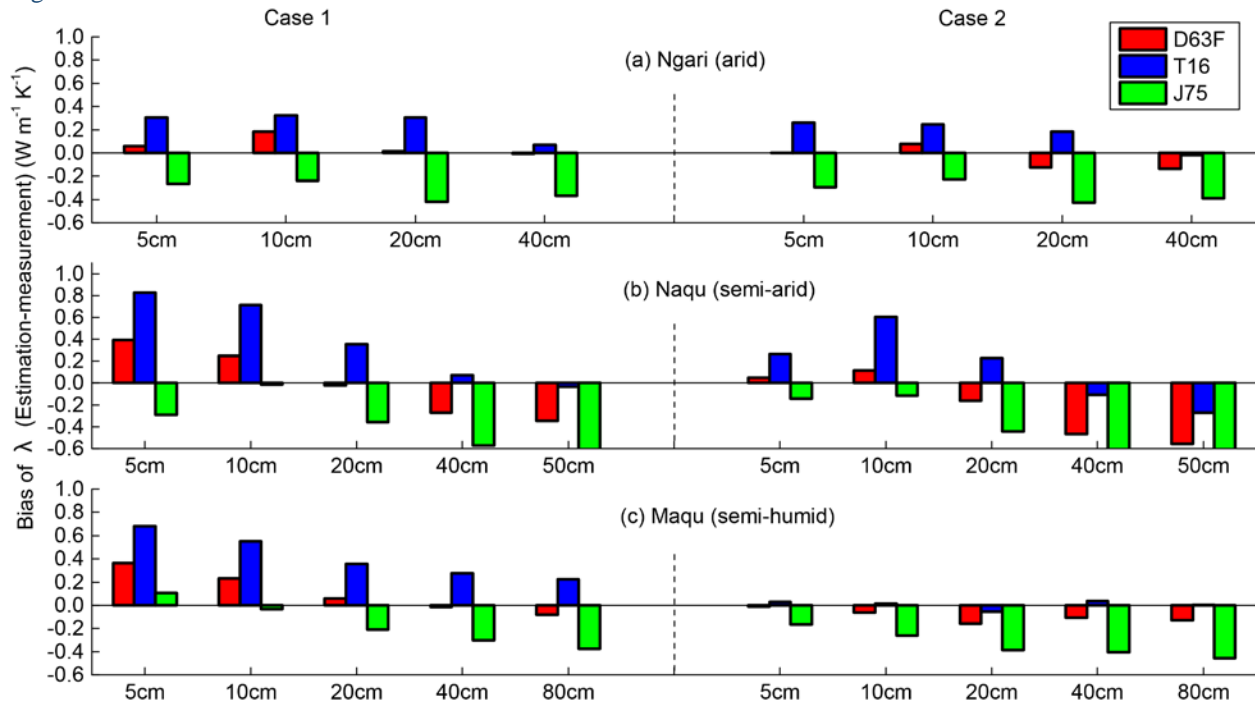 Case 1
Case 2
D63F
T16
J75
(a) Ngari (arid)
1.0
0.8
0.6
0.4
0.2
0.0
-0.2
-0.4
-0.6
5cm 10cm 20cm 40cm 5cm 10cm 20cm 40cm
(b) Naqu (semi-arid)
0.8
0.6
0.4
0.2
0.0
-0.2
-0.4
-0.6
5cm 10cm 20cm 40cm 50cm 5cm 10cm 20cm 40cm 50cm
(c) Maqu (semi-humid)
1.0
0.8
0.6
0.4
0.2
0.0
-0.2
-0.4
-0.6
5cm 10cm 20cm 40cm 80cm 5cm 10cm 20cm 40cm 80cm
Bias of λ (Estimation-measurement) (W m⁻¹ K⁻¹)